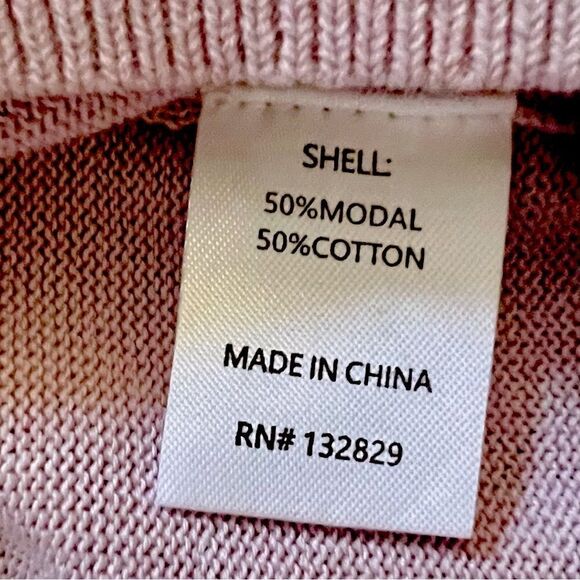 SHELL:
50%MODAL
50%COTTON
MADE IN CHINA
RN# 132829